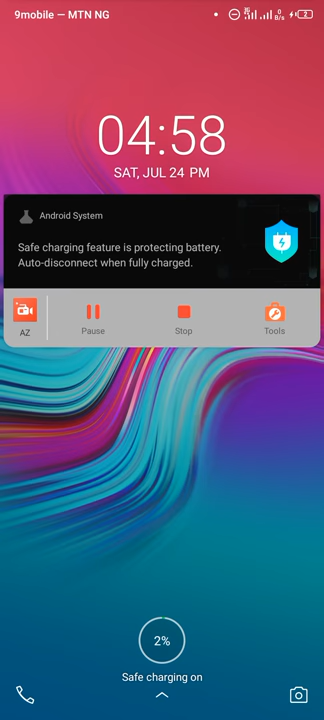 9mobile — MTN NG
04:58
SAT, JUL 24 PM
Android System
Safe charging feature is protecting battery.
Auto-disconnect when fully charged.
AZ
Pause
Stop
Tools
2%
Safe charging on